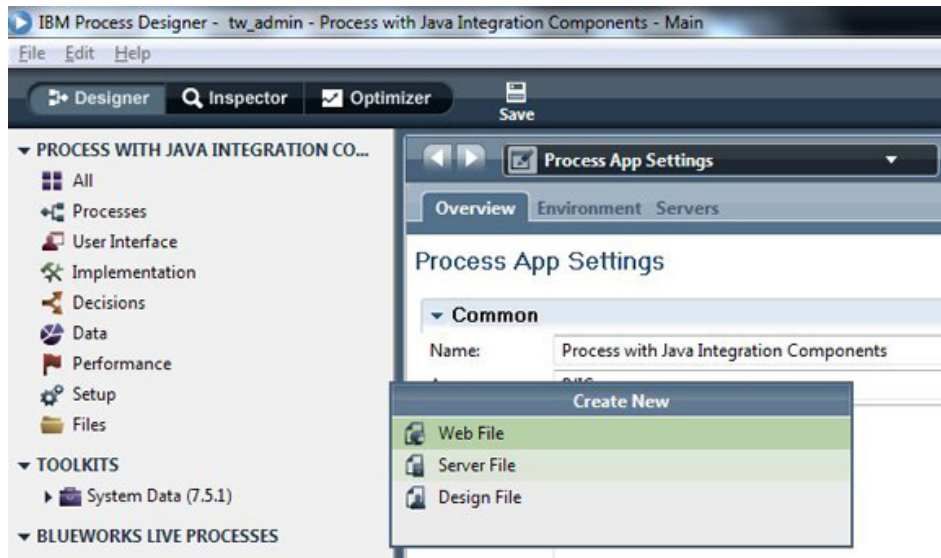 IBM Process Designer - tw_admin - Process with Java Integration Components - Main
File Edit Help
Designer Inspector Optimizer Save
PROCESS WITH JAVA INTEGRATION CO...
All
Processes
User Interface
Implementation
Decisions
Data
Performance
Setup
Files
TOOLKITS
System Data (7.5.1)
BLUEWORKS LIVE PROCESSES
Process App Settings
Overview Environment Servers
Process App Settings
Common
Name: Process with Java Integration Components
Create New
Web File
Server File
Design File